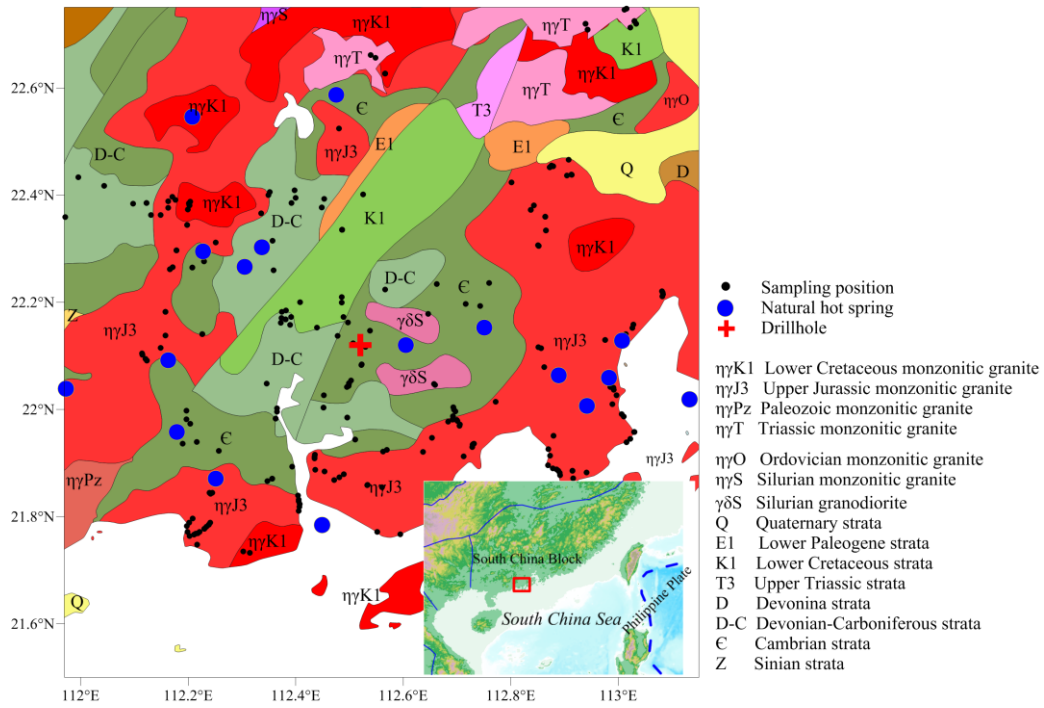 ηγS
ηγK1
ηγT
K1
22.6°N
ηγK1
Є
T3
ηγT
ηγK1
ηγO
Є
D-C
ηγJ3
E1
E1
Q
D
22.4°N
ηγK1
D-C
K1
ηγK1
D-C
Є
22.2°N
Z
ηγJ3
γδS
ηγJ3
D-C
γδS
22°N
Є
ηγPz
ηγJ3
ηγJ3
ηγJ3
21.8°N
ηγK1
Q
ηγK1
21.6°N
South China Block
South China Sea
Philippine Plate
112°E
112.2°E
112.4°E
112.6°E
112.8°E
113°E
Sampling position
Natural hot spring
Drillhole
ηγK1 Lower Cretaceous monzonitic granite
ηγJ3 Upper Jurassic monzonitic granite
ηγPz Paleozoic monzonitic granite
ηγT Triassic monzonitic granite
ηγO Ordovician monzonitic granite
ηγS Silurian monzonitic granite
γδS Silurian granodiorite
Q Quaternary strata
E1 Lower Paleogene strata
K1 Lower Cretaceous strata
T3 Upper Triassic strata
D Devonina strata
D-C Devonian-Carboniferous strata
Є Cambrian strata
Z Sinian strata